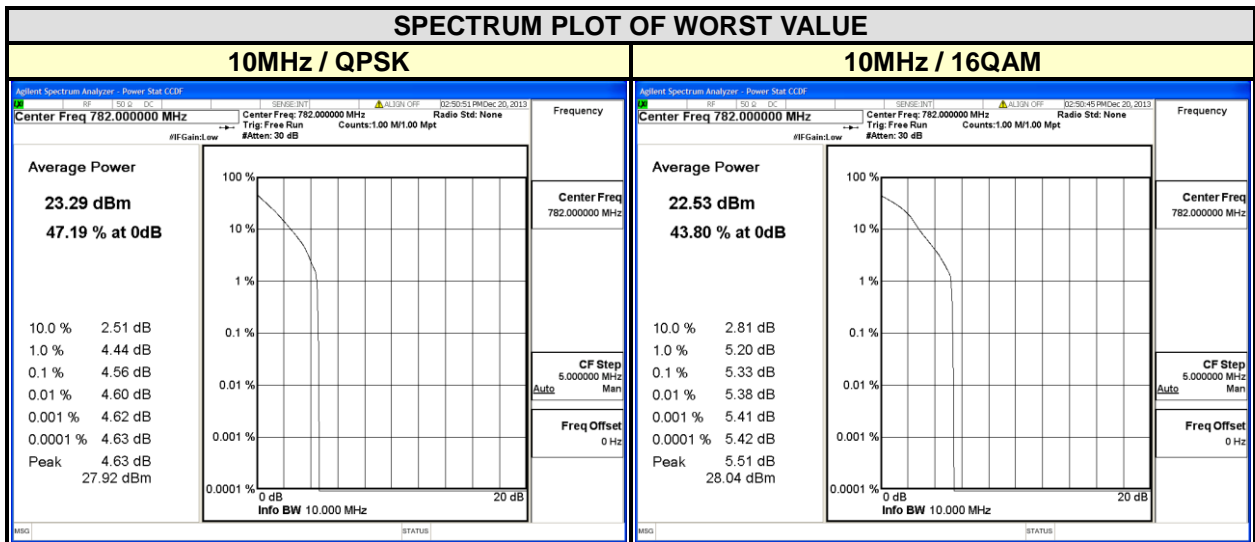 SPECTRUM PLOT OF WORST VALUE
10MHz / QPSK
Agilent Spectrum Analyzer - Power Stat CCDF
RF 50 Ω DC SENSE:INT ALIGN OFF 02:50:51 PM Dec 20, 2013
Center Freq 782.000000 MHz
Center Freq: 782.000000 MHz Radio Std: None
Trig: Free Run Counts:1.00 M/1.00 Mpt
#IFGain:Low #Atten: 30 dB
Frequency
Average Power
23.29 dBm
47.19 % at 0dB
10.0 % 2.51 dB
1.0 % 4.44 dB
0.1 % 4.56 dB
0.01 % 4.60 dB
0.001 % 4.62 dB
0.0001 % 4.63 dB
Peak 4.63 dB
27.92 dBm
100 %
10 %
1 %
0.1 %
0.01 %
0.001 %
0.0001 %
0 dB 20 dB
Info BW 10.000 MHz
Center Freq
782.000000 MHz
CF Step
5.000000 MHz
Auto Man
Freq Offset
0 Hz
MSG STATUS
10MHz / 16QAM
Agilent Spectrum Analyzer - Power Stat CCDF
RF 50 Ω DC SENSE:INT ALIGN OFF 02:50:45 PM Dec 20, 2013
Center Freq 782.000000 MHz
Center Freq: 782.000000 MHz Radio Std: None
Trig: Free Run Counts:1.00 M/1.00 Mpt
#IFGain:Low #Atten: 30 dB
Frequency
Average Power
22.53 dBm
43.80 % at 0dB
10.0 % 2.81 dB
1.0 % 5.20 dB
0.1 % 5.33 dB
0.01 % 5.38 dB
0.001 % 5.41 dB
0.0001 % 5.42 dB
Peak 5.51 dB
28.04 dBm
100 %
10 %
1 %
0.1 %
0.01 %
0.001 %
0.0001 %
0 dB 20 dB
Info BW 10.000 MHz
Center Freq
782.000000 MHz
CF Step
5.000000 MHz
Auto Man
Freq Offset
0 Hz
MSG STATUS